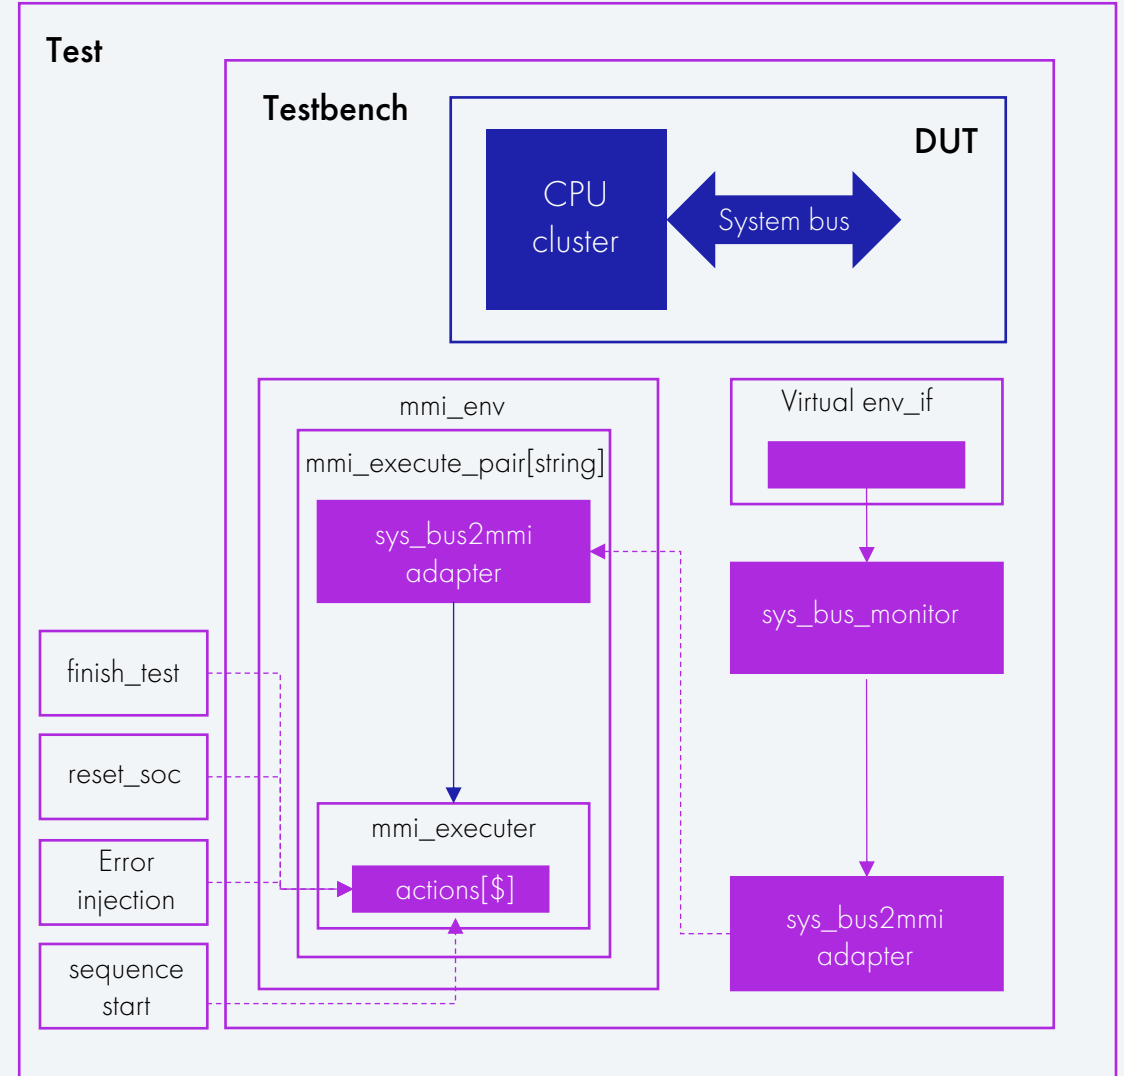 Test
Testbench
DUT
CPU
cluster
System bus
mmi_env
mmi_execute_pair[string]
sys_bus2mmi
adapter
Virtual env_if
sys_bus_monitor
finish_test
reset_soc
Error
injection
sequence
start
mmi_executer
actions[$]
sys_bus2mmi
adapter